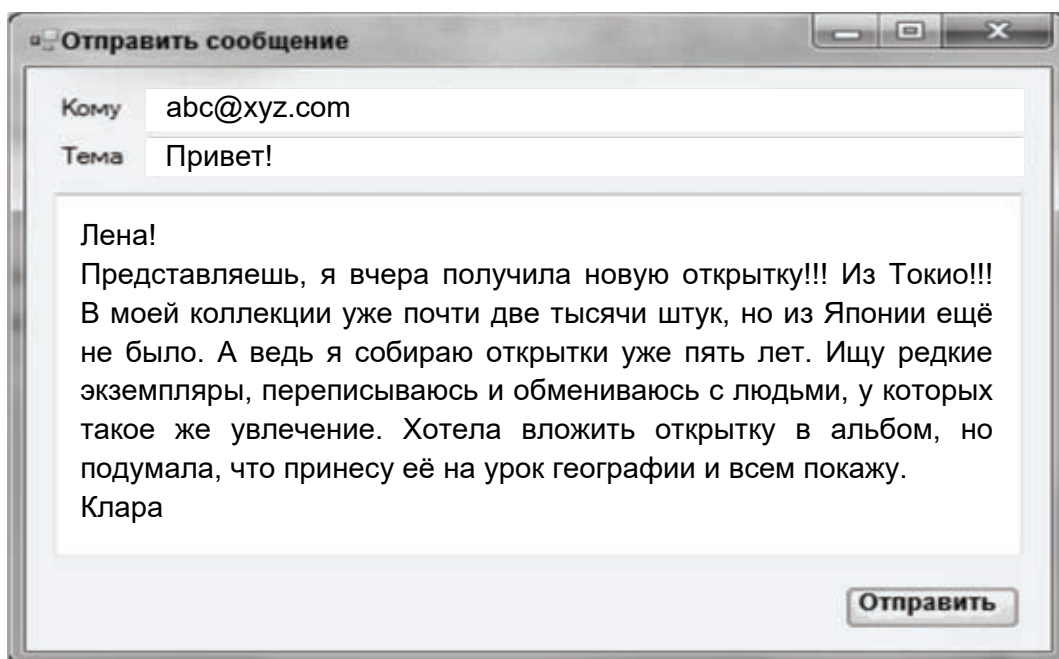 Отправить сообщение
Кому abc@xyz.com
Тема Привет!
Лена!
Представляешь, я вчера получила новую открытку!!! Из Токио!!!
В моей коллекции уже почти две тысячи штук, но из Японии ещё
не было. А ведь я собираю открытки уже пять лет. Ищу редкие
экземпляры, переписываюсь и обмениваюсь с людьми, у которых
такое же увлечение. Хотела вложить открытку в альбом, но
подумала, что принесу её на урок географии и всем покажу.
Клара
Отправить